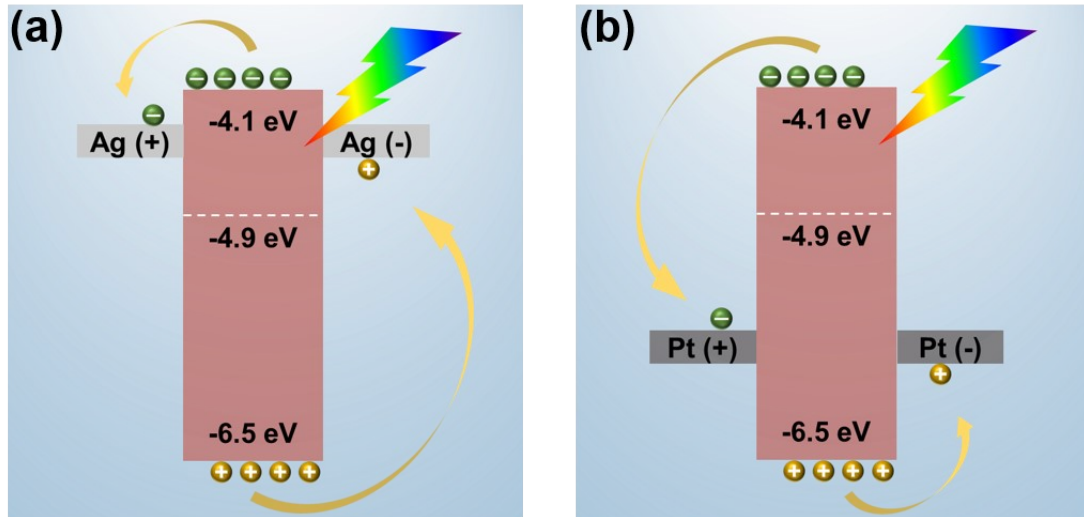 (a)
-4.1 eV
Ag (+)
Ag (-)
-4.9 eV
-6.5 eV
(b)
-4.1 eV
-4.9 eV
Pt (+)
Pt (-)
-6.5 eV